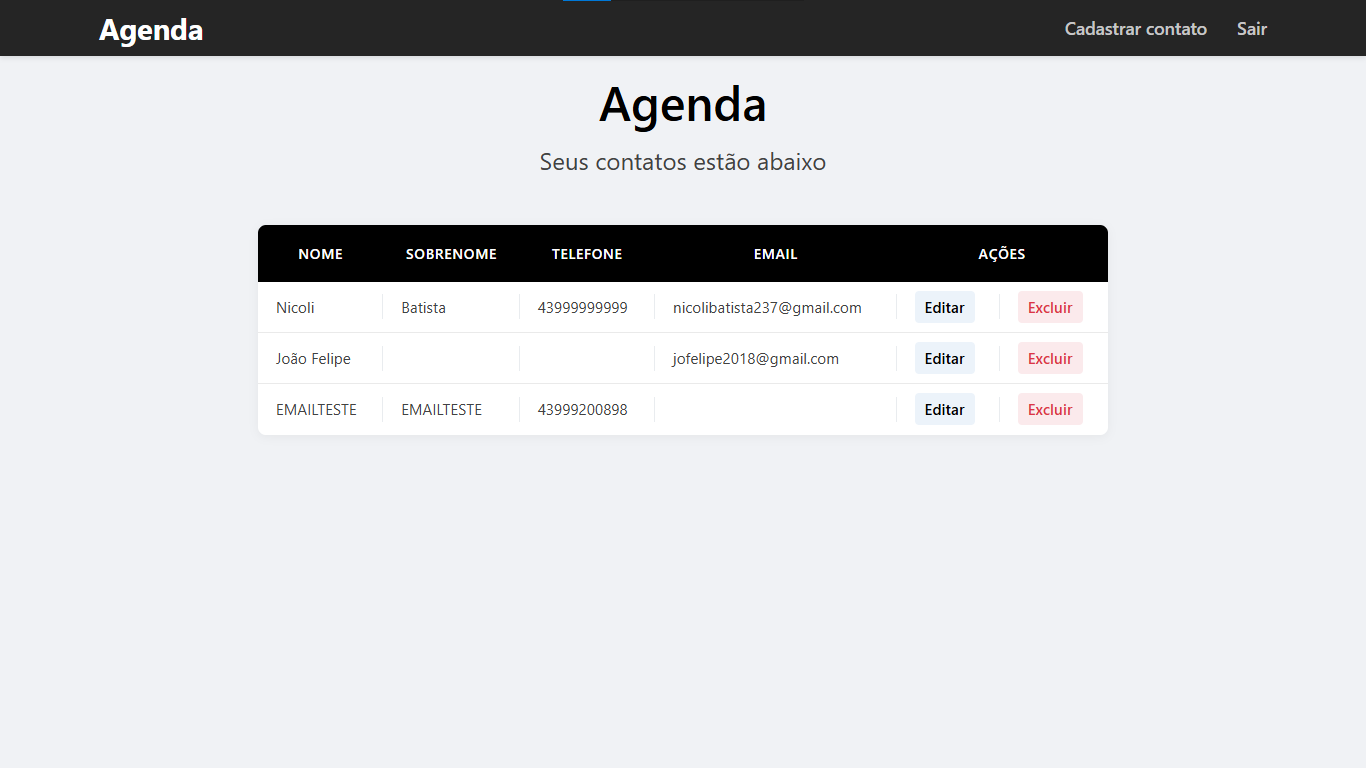 Agenda Cadastrar contato Sair
Agenda
Seus contatos estão abaixo
NOME SOBRENOME TELEFONE EMAIL AÇÕES
Nicoli Batista 43999999999 nicolibatista237@gmail.com Editar Excluir
João Felipe jofelipe2018@gmail.com Editar Excluir
EMAILTESTE EMAILTESTE 43999200898 Editar Excluir